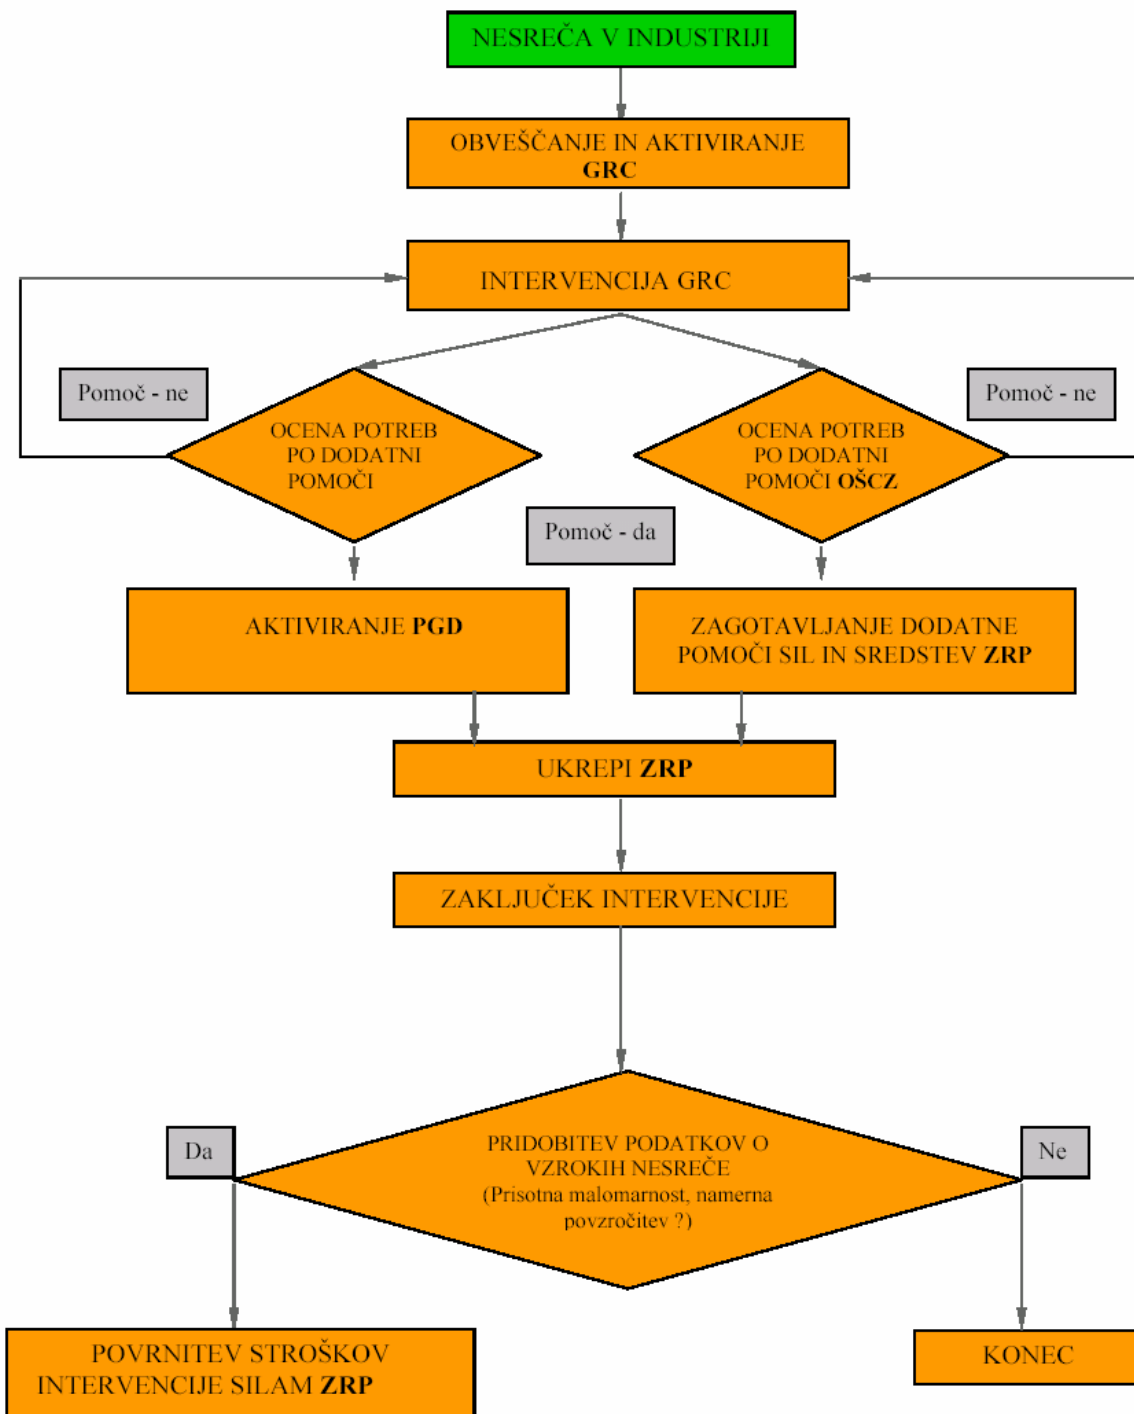 NESREČA V INDUSTRIJI
OBVEŠČANJE IN AKTIVIRANJE
GRC
INTERVENCIJA GRC
Pomoč - ne
OCENA POTREB
PO DODATNI
POMOČI
OCENA POTREB
PO DODATNI
POMOČI OŠCZ
Pomoč - ne
Pomoč - da
AKTIVIRANJE PGD
ZAGOTAVLJANJE DODATNE
POMOČI SIL IN SREDSTEV ZRP
UKREPI ZRP
ZAKLJUČEK INTERVENCIJE
Da
PRIDOBITEV PODATKOV O
VZROKIH NESREČE
(Prisotna malomarnost, namerna
povzročitev ?)
Ne
POVRNITEV STROŠKOV
INTERVENCIJE SILAM ZRP
KONEC